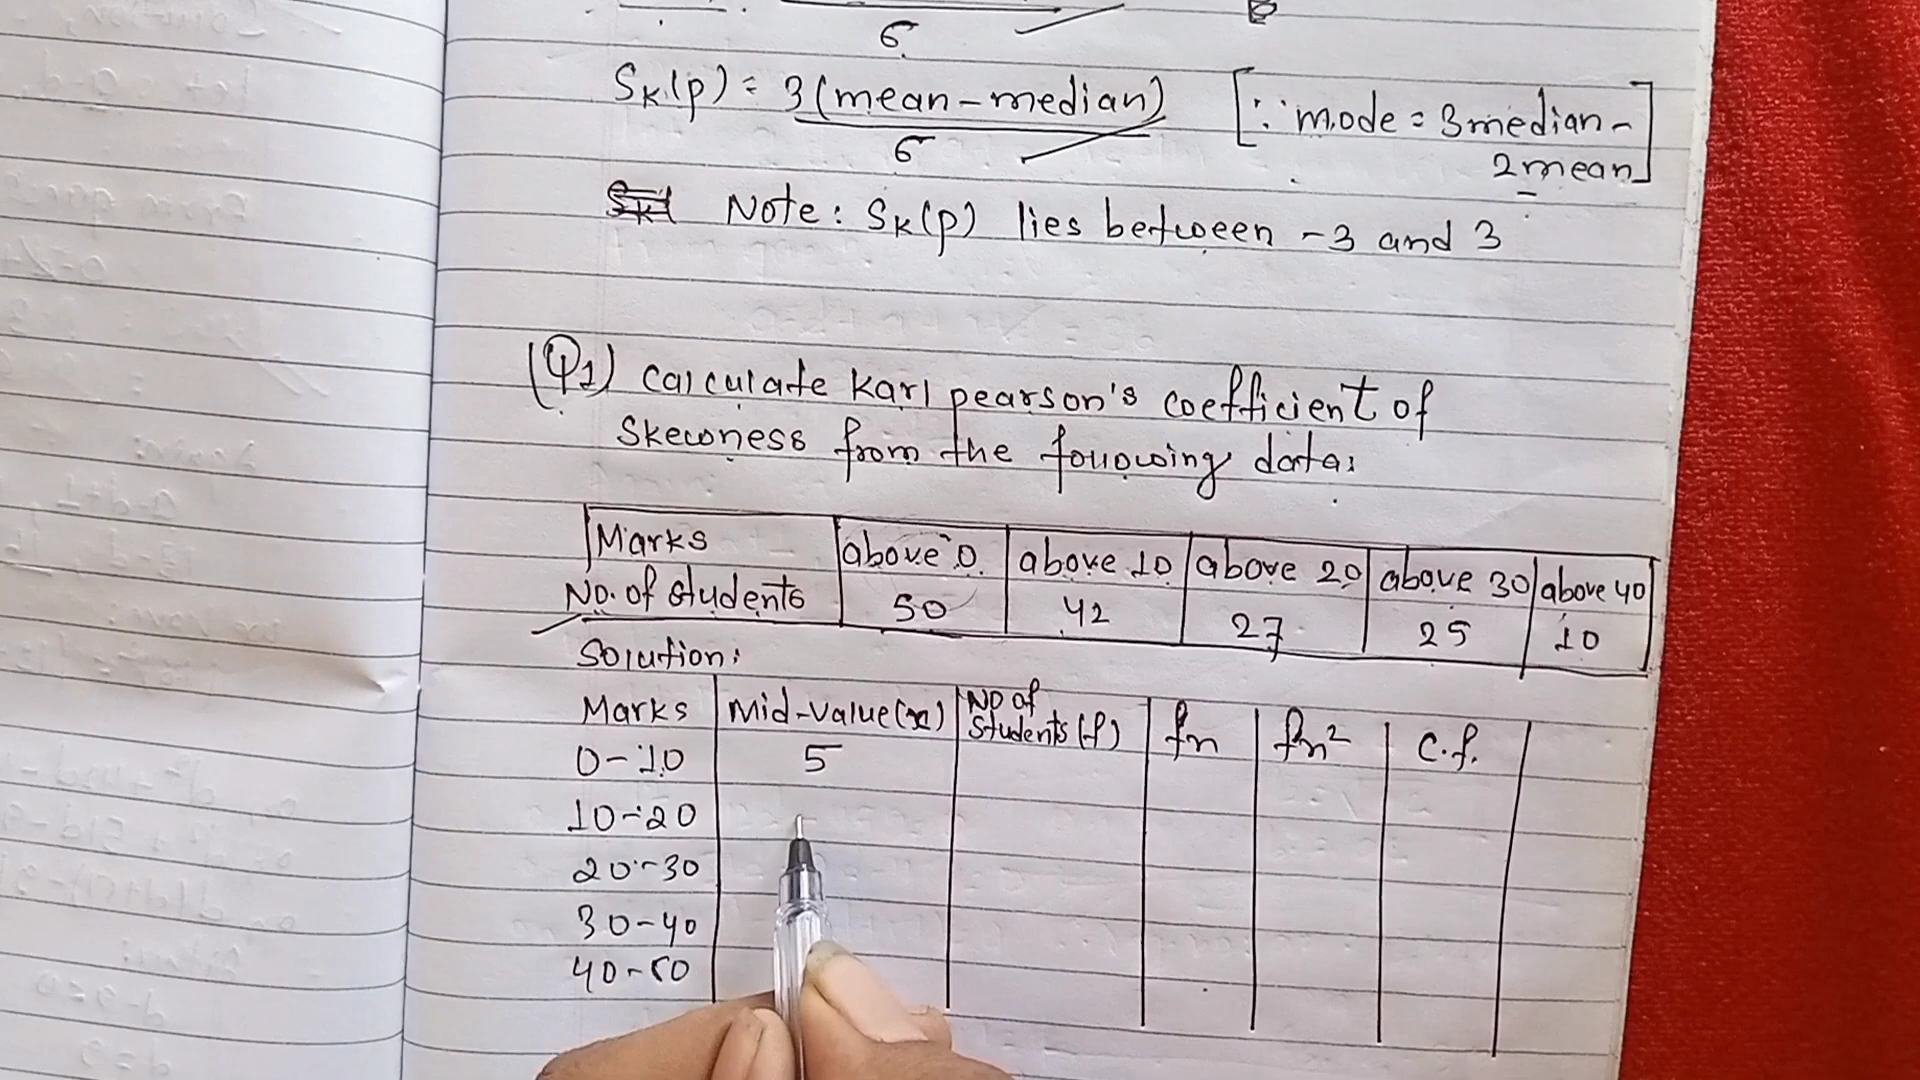 6
Sk(p) = 3(mean-median) [∵ mode = 3median-
6 2mean]
Note: Sk(p) lies between -3 and 3
(Q1) calculate karl pearson's coefficient of
Skewness from the following data:
Marks above 0 above 10 above 20 above 30 above 40
No. of students 50 42 27 25 10
Solution:
Marks Mid-value(x) No of Students (f) fx fx² c.f.
0-10 5
10-20
20-30
30-40
40-50